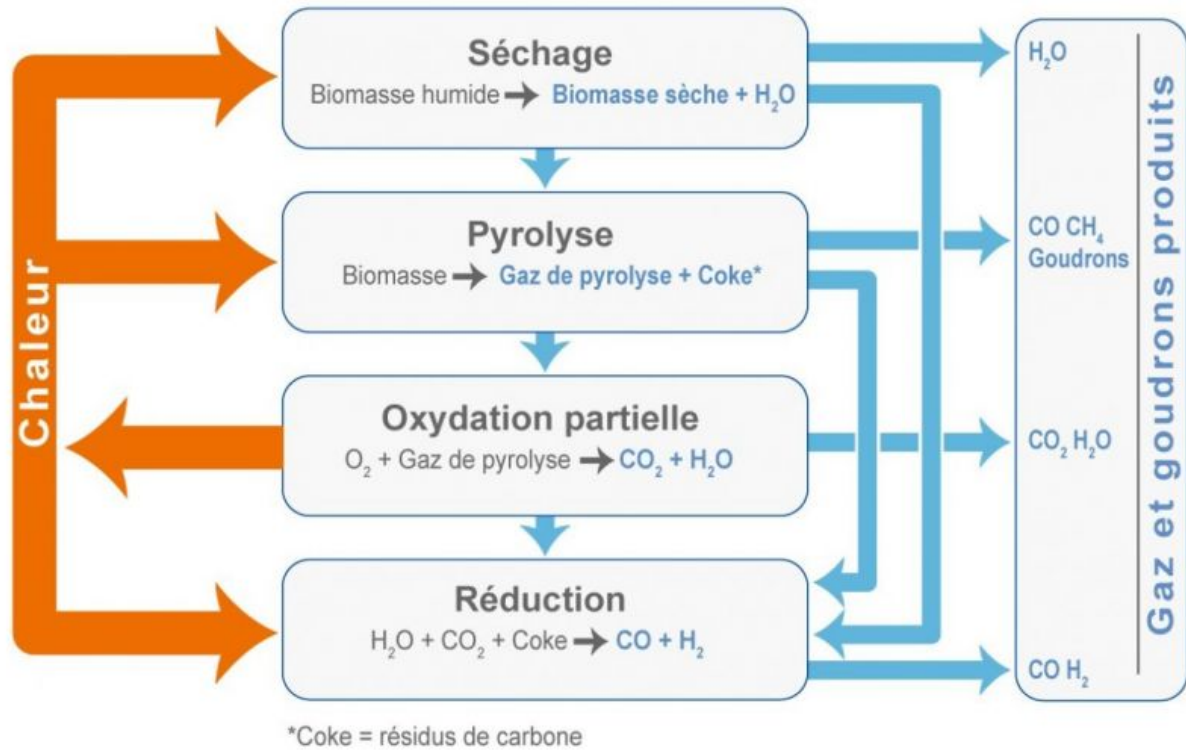 Séchage
Biomasse humide → Biomasse sèche + H₂O
H₂O
Pyrolyse
Biomasse → Gaz de pyrolyse + Coke*
CO CH₄
Goudrons
Chaleur
Oxydation partielle
O₂ + Gaz de pyrolyse → CO₂ + H₂O
CO₂ H₂O
Réduction
H₂O + CO₂ + Coke → CO + H₂
CO H₂
Gaz et goudrons produits
*Coke = résidus de carbone